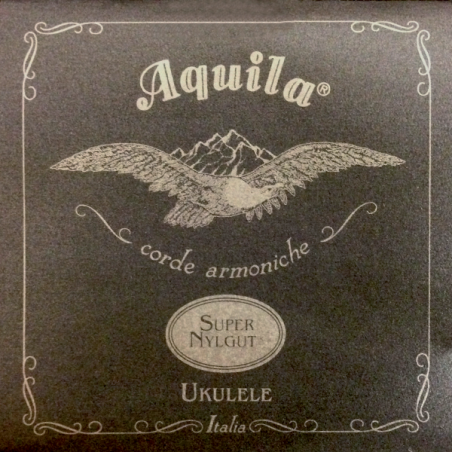 Aquila®
corde armoniche
SUPER
NYLGUT
UKULELE
Italia